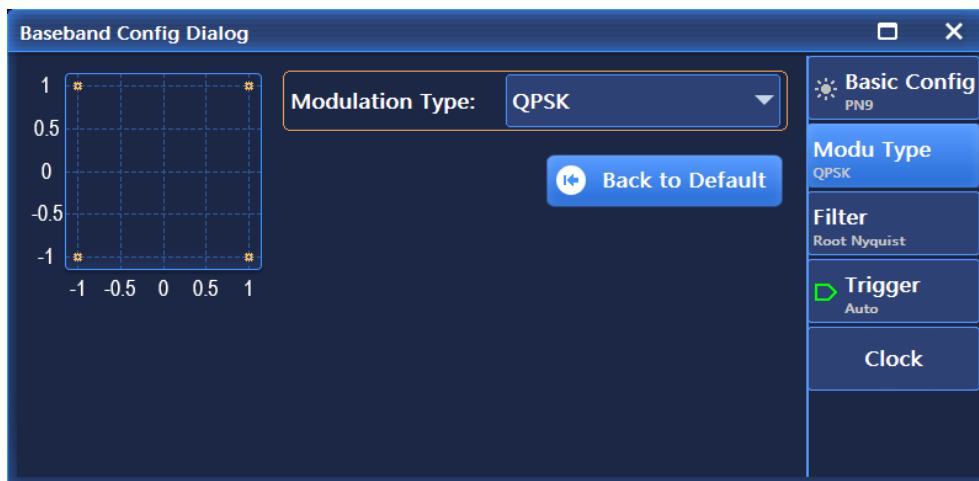 Baseband Config Dialog
1
0.5
0
-0.5
-1
-1 -0.5 0 0.5 1
Modulation Type: QPSK
Back to Default
Basic Config
PN9
Modu Type
QPSK
Filter
Root Nyquist
Trigger
Auto
Clock